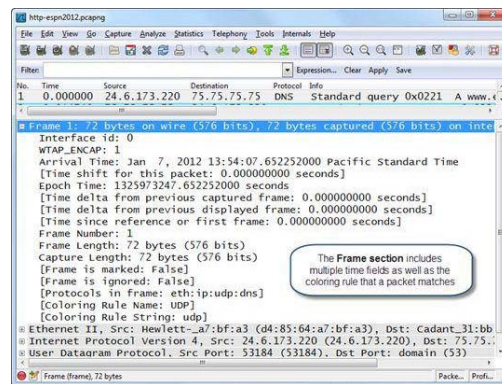 http-espn2012.pcapng
File Edit View Go Capture Analyze Statistics Telephony Tools Internals Help
Filter: Expression... Clear Apply Save
No. Time Source Destination Protocol Info
1 0.000000 24.6.173.220 75.75.75.75 DNS Standard query 0x0221 A www.e
Frame 1: 72 bytes on wire (576 bits), 72 bytes captured (576 bits) on inte
Interface id: 0
WTAP_ENCAP: 1
Arrival Time: Jan 7, 2012 13:54:07.652252000 Pacific Standard Time
[Time shift for this packet: 0.000000000 seconds]
Epoch Time: 1325973247.652252000 seconds
[Time delta from previous captured frame: 0.000000000 seconds]
[Time delta from previous displayed frame: 0.000000000 seconds]
[Time since reference or first frame: 0.000000000 seconds]
Frame Number: 1
Frame Length: 72 bytes (576 bits)
Capture Length: 72 bytes (576 bits)
[Frame is marked: False]
[Frame is ignored: False]
[Protocols in frame: eth:ip:udp:dns]
[Coloring Rule Name: UDP]
[Coloring Rule String: udp]
The Frame section includes
multiple time fields as well as the
coloring rule that a packet matches
Ethernet II, Src: Hewlett-_a7:bf:a3 (d4:85:64:a7:bf:a3), Dst: Cadant_31:bb
Internet Protocol Version 4, Src: 24.6.173.220 (24.6.173.220), Dst: 75.75.
User Datagram Protocol, Src Port: 53184 (53184), Dst Port: domain (53)
Frame (frame), 72 bytes Packe... Profi...